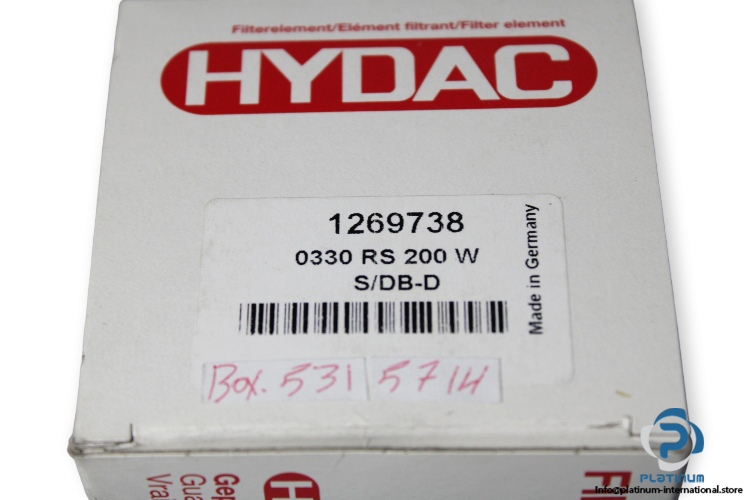 Filterelement/Elément filtrant/Filter element
HYDAC
1269738
0330 RS 200 W
S/DB-D
Made in Germany
Box. 531 5714
PLATINUM
Info@platinum-international.store